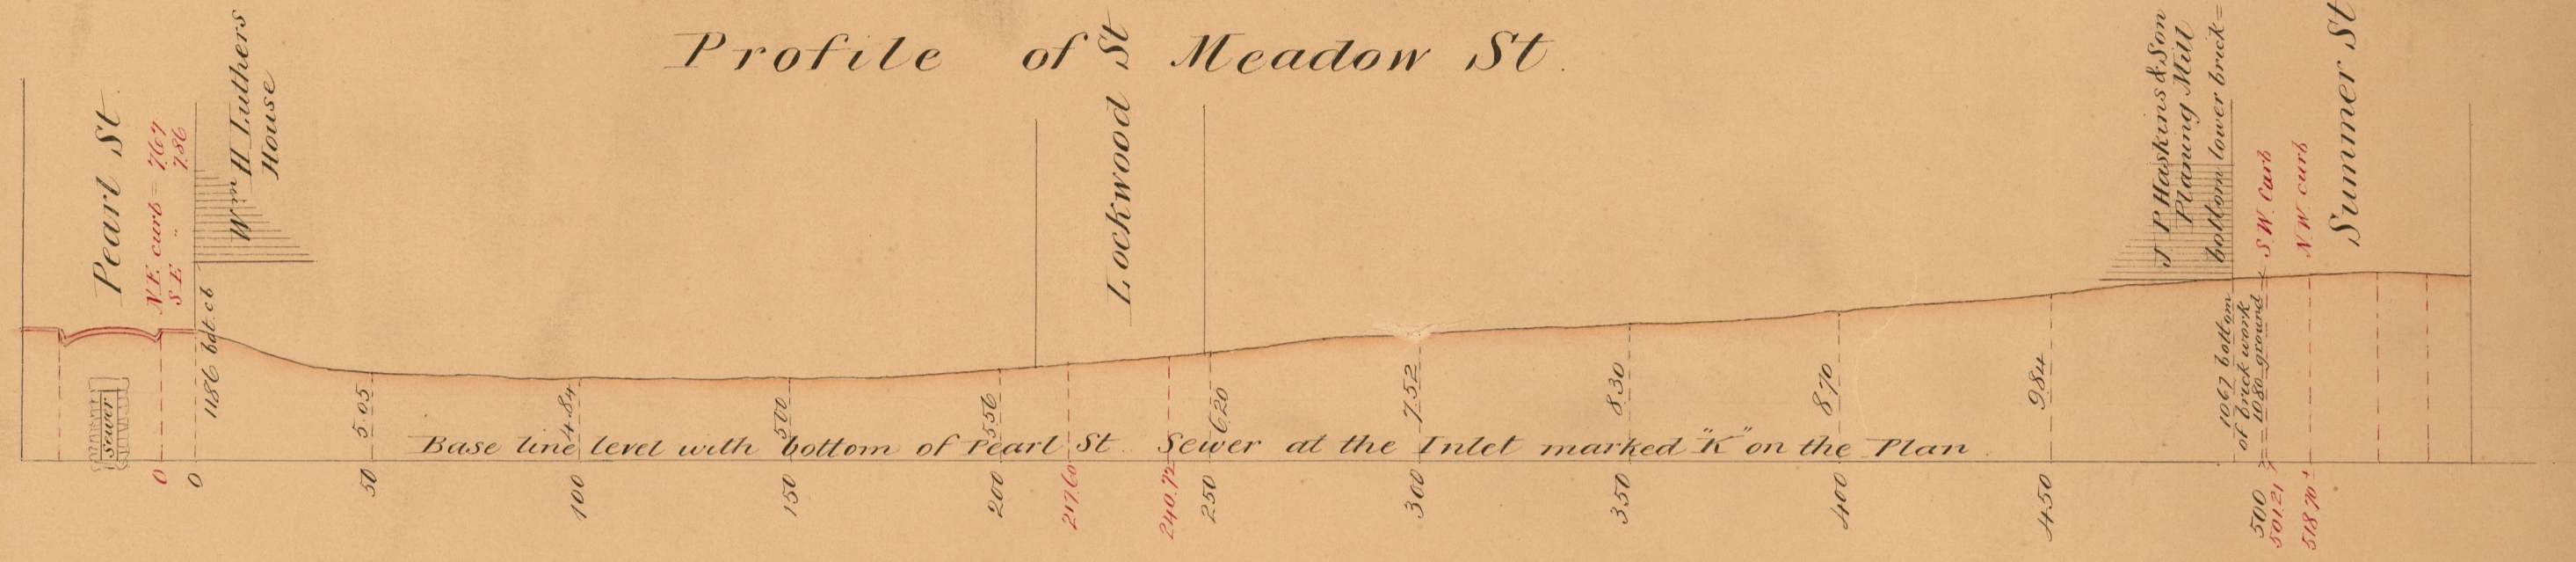 Profile of Meadow St.
Pearl St.
N.E. curb = 7.67
S E " 7.86
Wm H Luthers
House
Lockwood St
J P Haskins & Son
Planing Mill
bottom lower brick =
S.W. Curb
N.W. curb
Summer St
Sewer
11.86 bot. cb
5.05
4.84
5.00
5.56
6.20
7.52
8.30
8.70
9.84
10.67 bottom
of brick work
10.80 ground
Base line level with bottom of Pearl St. Sewer at the Inlet marked "K" on the Plan.
0
0
50
100
150
200
217.60
240.72
250
300
350
400
450
500
501.21
518.70